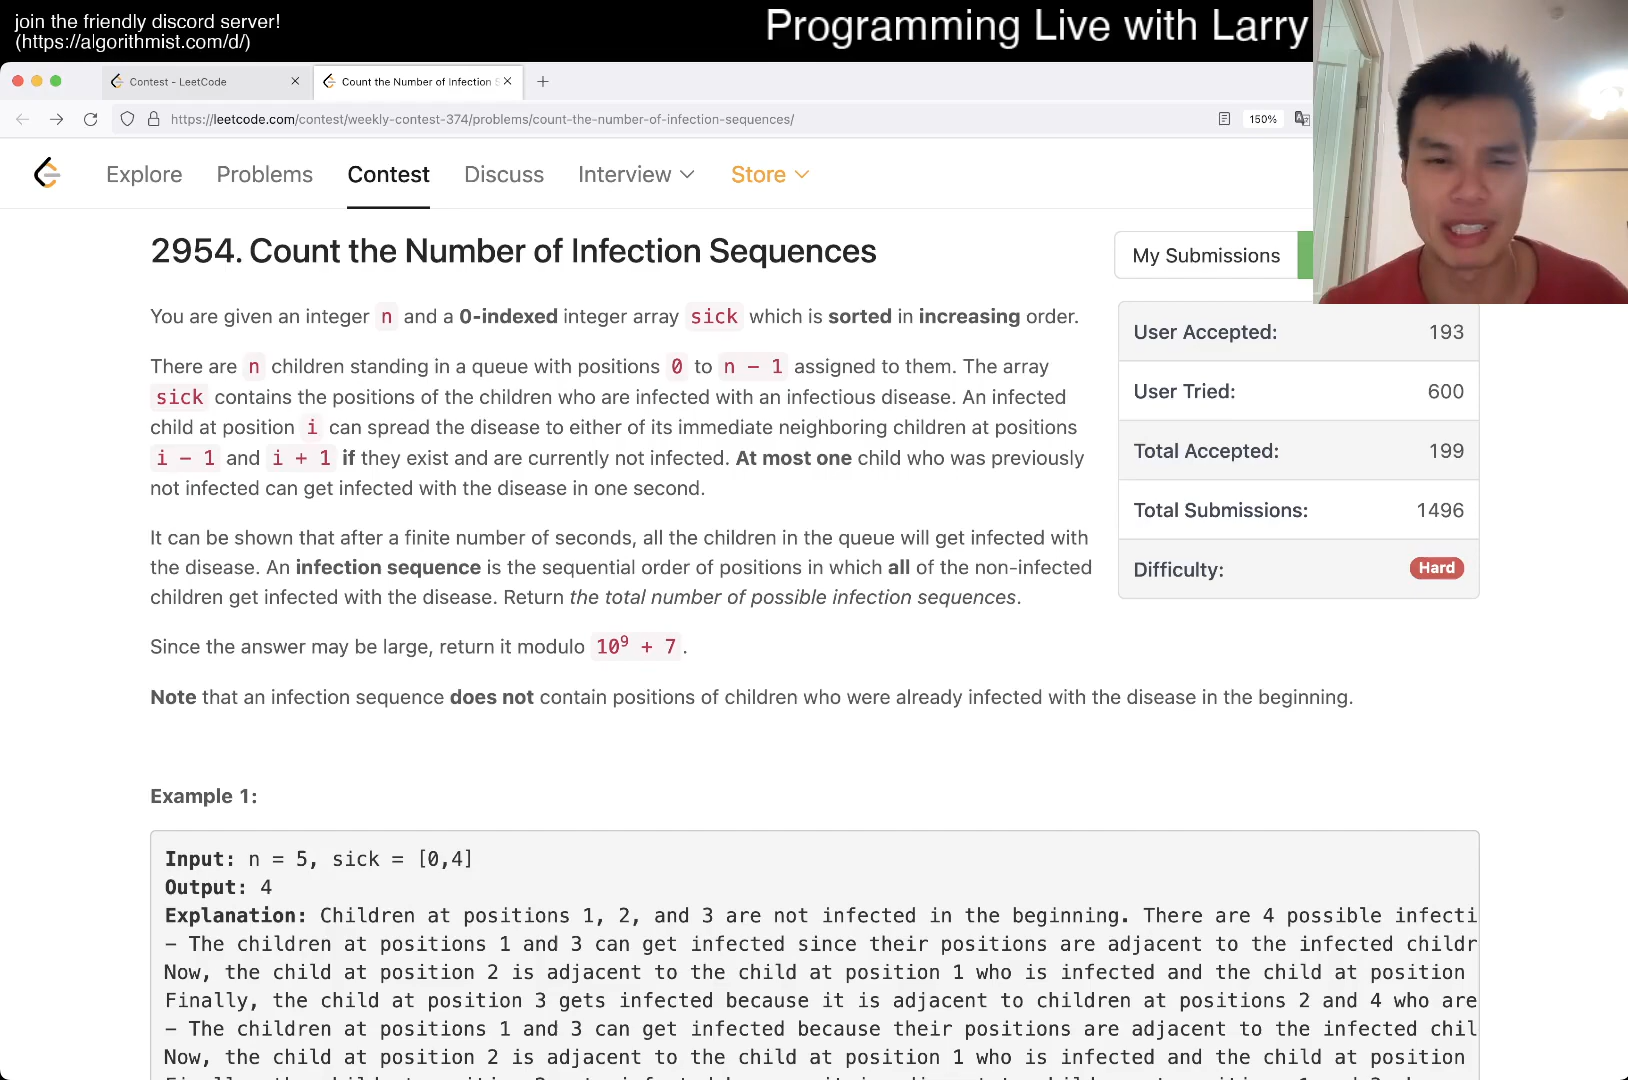 join the friendly discord server!
(https://algorithmist.com/d/)
Programming Live with Larry
Contest - LeetCode
Count the Number of Infection S
https://leetcode.com/contest/weekly-contest-374/problems/count-the-number-of-infection-sequences/
150%
Explore Problems Contest Discuss Interview Store
2954. Count the Number of Infection Sequences
My Submissions
You are given an integer n and a 0-indexed integer array sick which is sorted in increasing order.
There are n children standing in a queue with positions 0 to n - 1 assigned to them. The array
sick contains the positions of the children who are infected with an infectious disease. An infected
child at position i can spread the disease to either of its immediate neighboring children at positions
i - 1 and i + 1 if they exist and are currently not infected. At most one child who was previously
not infected can get infected with the disease in one second.
It can be shown that after a finite number of seconds, all the children in the queue will get infected with
the disease. An infection sequence is the sequential order of positions in which all of the non-infected
children get infected with the disease. Return the total number of possible infection sequences.
Since the answer may be large, return it modulo 10⁹ + 7.
Note that an infection sequence does not contain positions of children who were already infected with the disease in the beginning.
User Accepted: 193
User Tried: 600
Total Accepted: 199
Total Submissions: 1496
Difficulty: Hard
Example 1:
Input: n = 5, sick = [0,4]
Output: 4
Explanation: Children at positions 1, 2, and 3 are not infected in the beginning. There are 4 possible infecti
- The children at positions 1 and 3 can get infected since their positions are adjacent to the infected childr
Now, the child at position 2 is adjacent to the child at position 1 who is infected and the child at position
Finally, the child at position 3 gets infected because it is adjacent to children at positions 2 and 4 who are
- The children at positions 1 and 3 can get infected because their positions are adjacent to the infected chil
Now, the child at position 2 is adjacent to the child at position 1 who is infected and the child at position